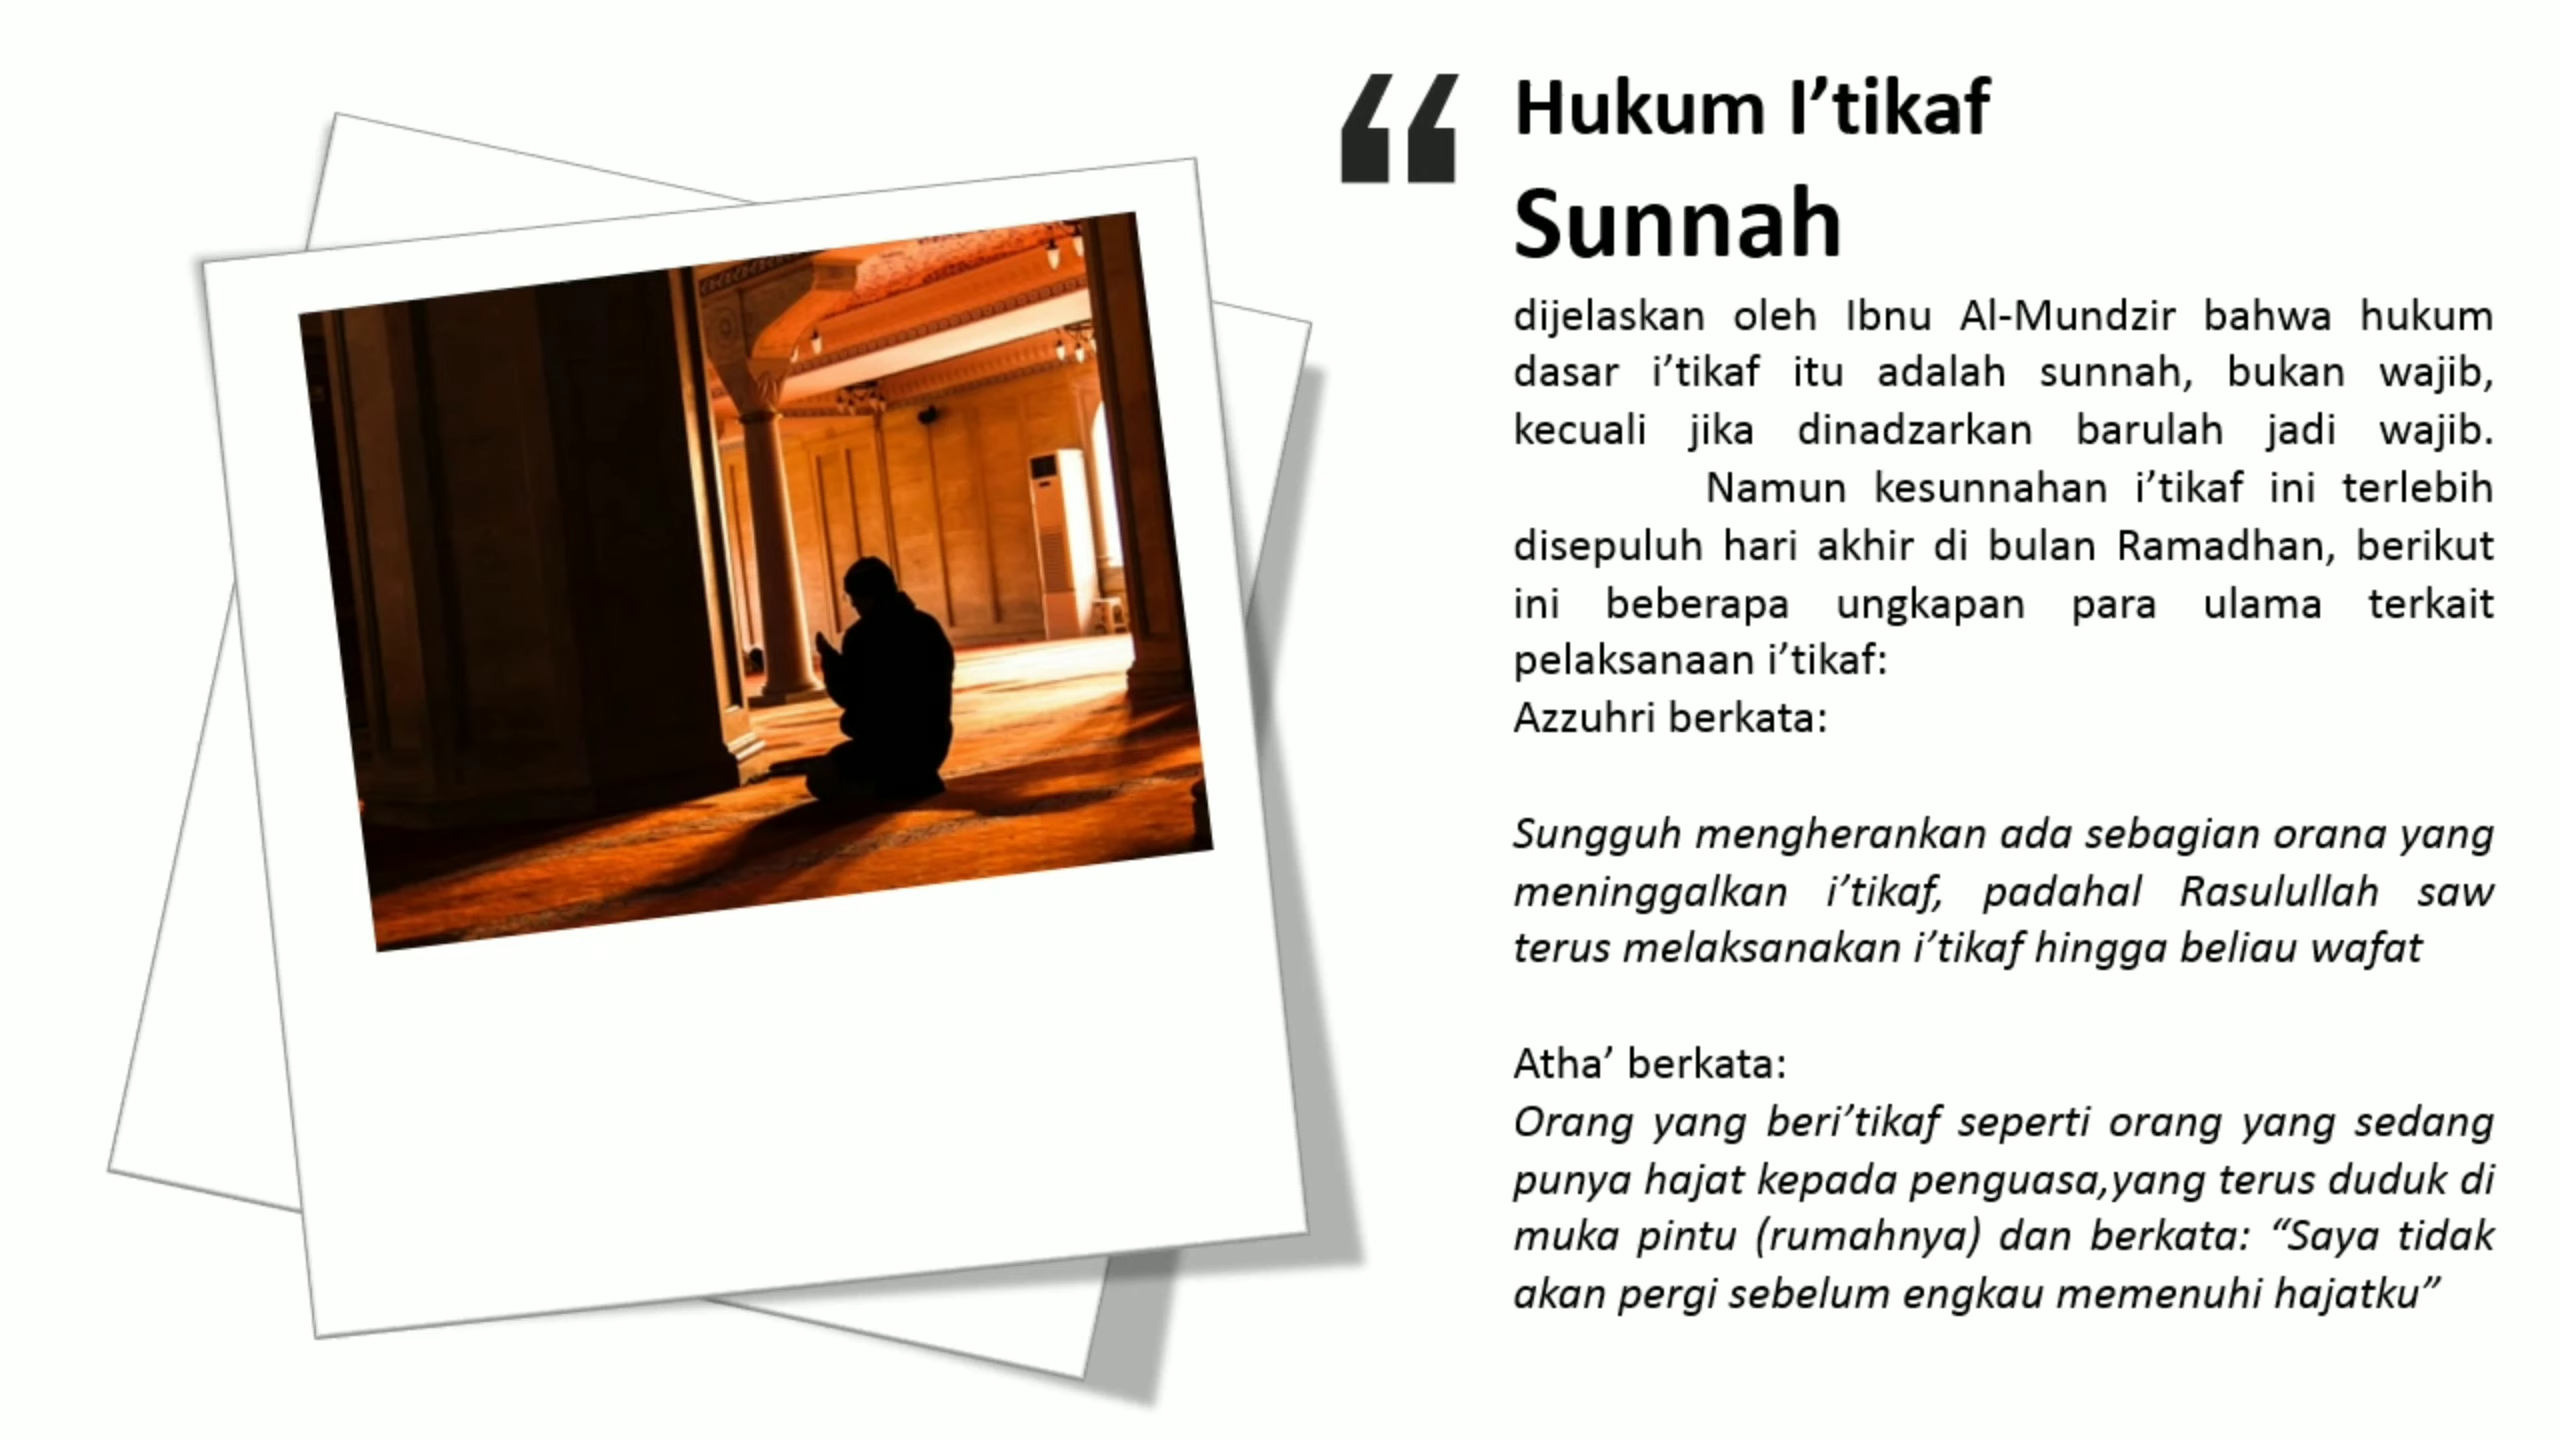 “
Hukum I’tikaf
Sunnah
dijelaskan oleh Ibnu Al-Mundzir bahwa hukum
dasar i’tikaf itu adalah sunnah, bukan wajib,
kecuali jika dinadzarkan barulah jadi wajib.
Namun kesunnahan i’tikaf ini terlebih
disepuluh hari akhir di bulan Ramadhan, berikut
ini beberapa ungkapan para ulama terkait
pelaksanaan i’tikaf:
Azzuhri berkata:
Sungguh mengherankan ada sebagian orana yang
meninggalkan i’tikaf, padahal Rasulullah saw
terus melaksanakan i’tikaf hingga beliau wafat
Atha’ berkata:
Orang yang beri’tikaf seperti orang yang sedang
punya hajat kepada penguasa,yang terus duduk di
muka pintu (rumahnya) dan berkata: “Saya tidak
akan pergi sebelum engkau memenuhi hajatku”